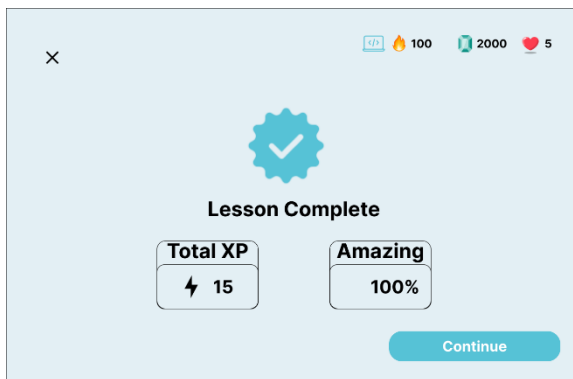 </> 100 2000 5
Lesson Complete
Total XP
15
Amazing
100%
Continue